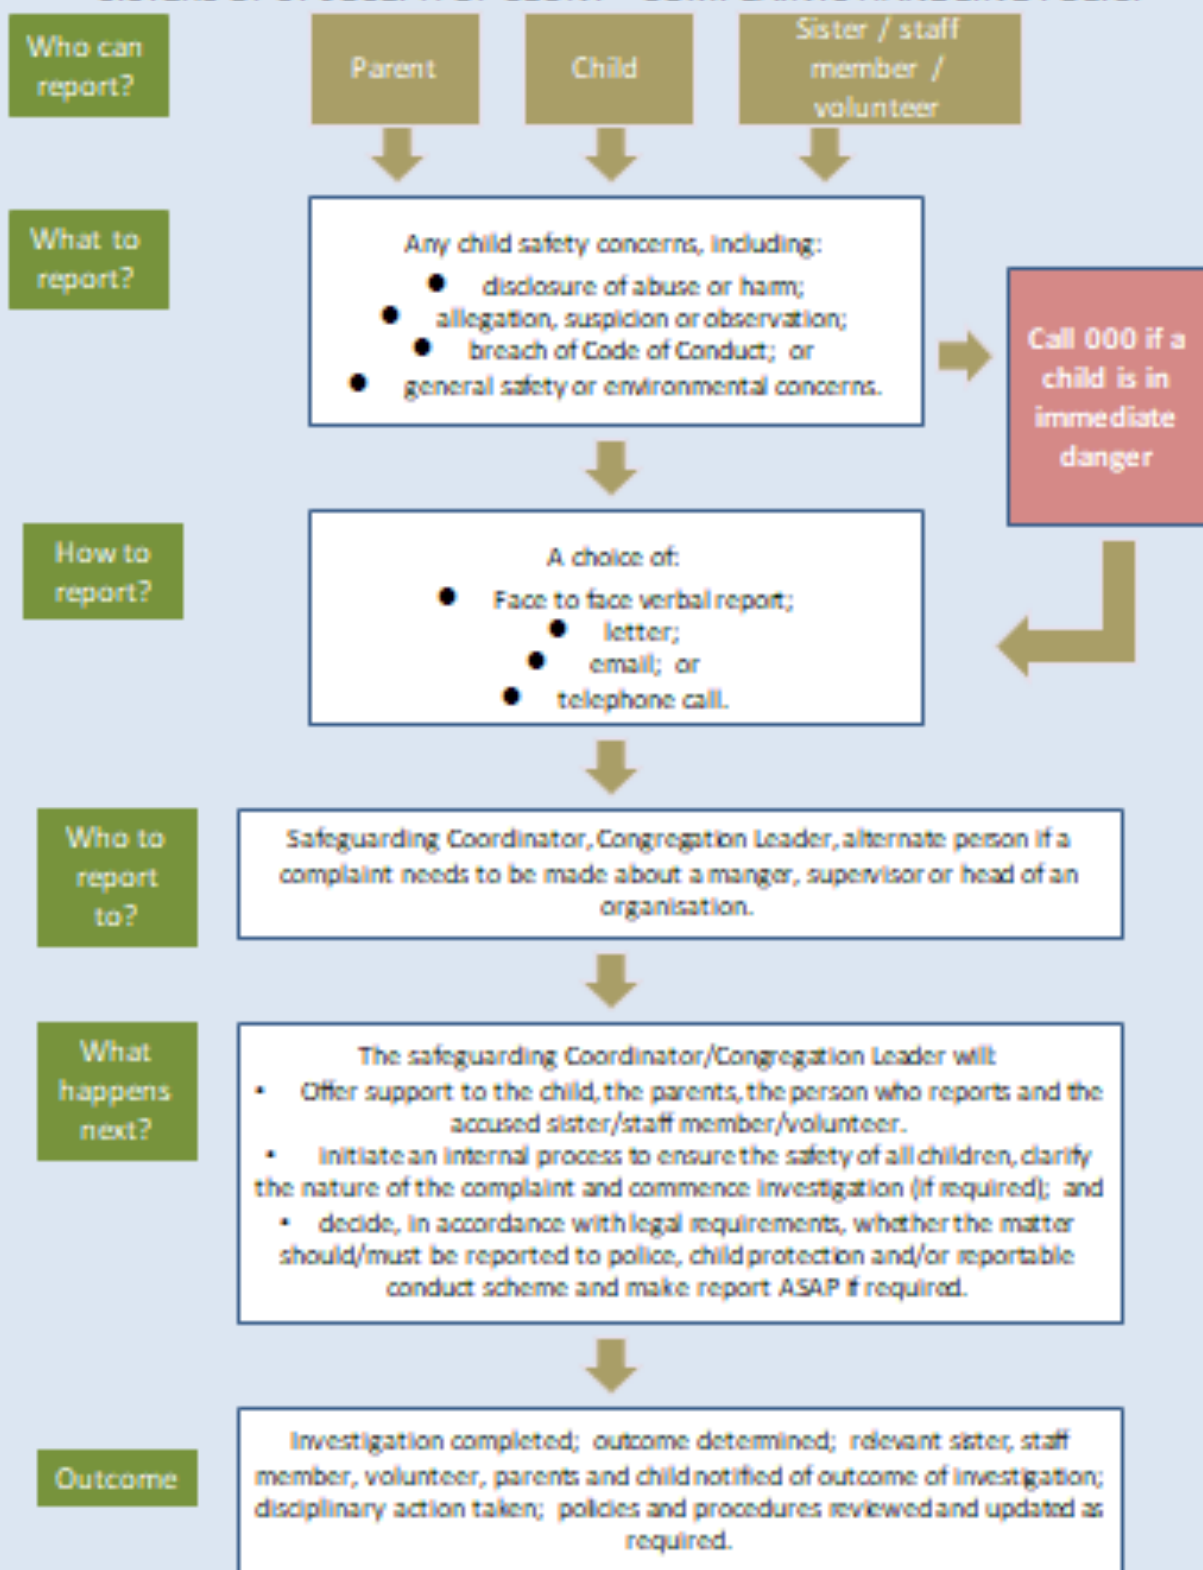 Who can
report?
Parent
Child
Sister / staff
member /
volunteer
What to
report?
Any child safety concerns, including:
● disclosure of abuse or harm;
● allegation, suspicion or observation;
● breach of Code of Conduct; or
● general safety or environmental concerns.
Call 000 if a
child is in
immediate
danger
How to
report?
A choice of:
● Face to face verbal report;
● letter;
● email; or
● telephone call.
Who to
report
to?
Safeguarding Coordinator, Congregation Leader, alternate person if a
complaint needs to be made about a manger, supervisor or head of an
organisation.
What
happens
next?
The safeguarding Coordinator/Congregation Leader will:
• Offer support to the child, the parents, the person who reports and the
accused sister/staff member/volunteer.
• initiate an internal process to ensure the safety of all children, clarify
the nature of the complaint and commence investigation (if required); and
• decide, in accordance with legal requirements, whether the matter
should/must be reported to police, child protection and/or reportable
conduct scheme and make report ASAP if required.
Outcome
Investigation completed; outcome determined; relevant sister, staff
member, volunteer, parents and child notified of outcome of investigation;
disciplinary action taken; policies and procedures reviewed and updated as
required.